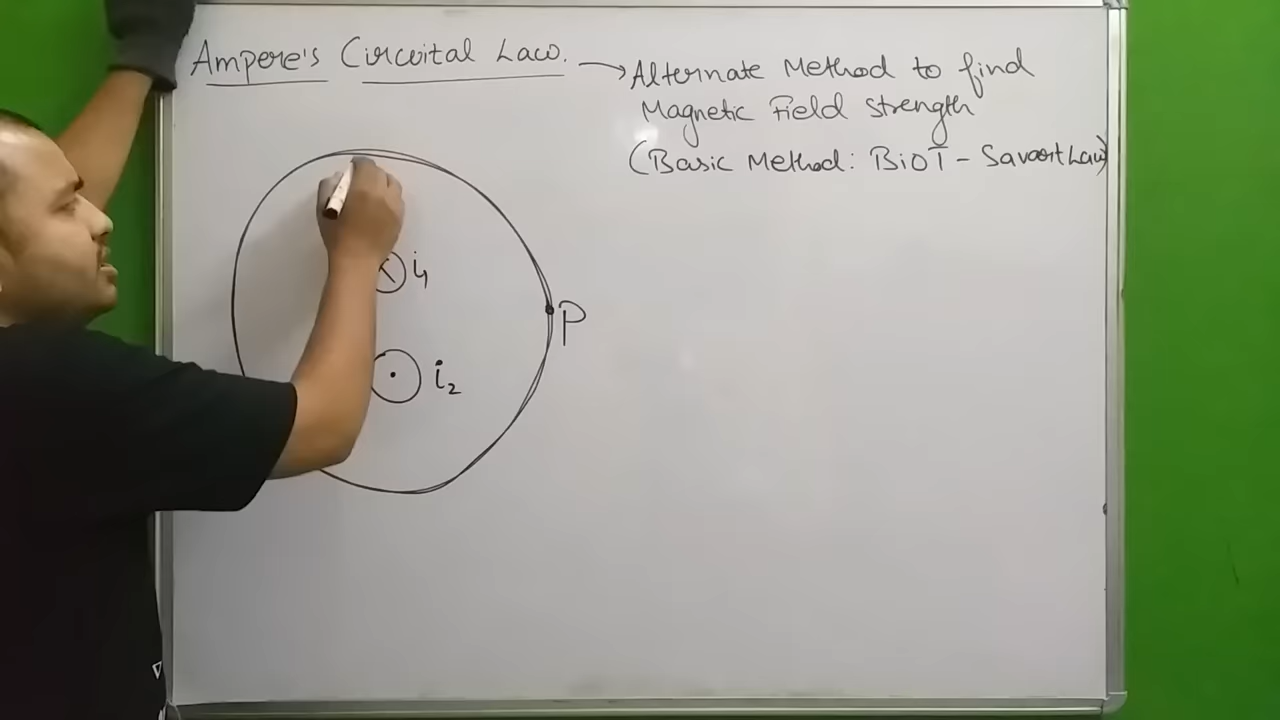 Ampere's Circuital Law. → Alternate Method to find
Magnetic Field strength
(Basic Method: BiOT - Savart Law)
i₁
P
i₂